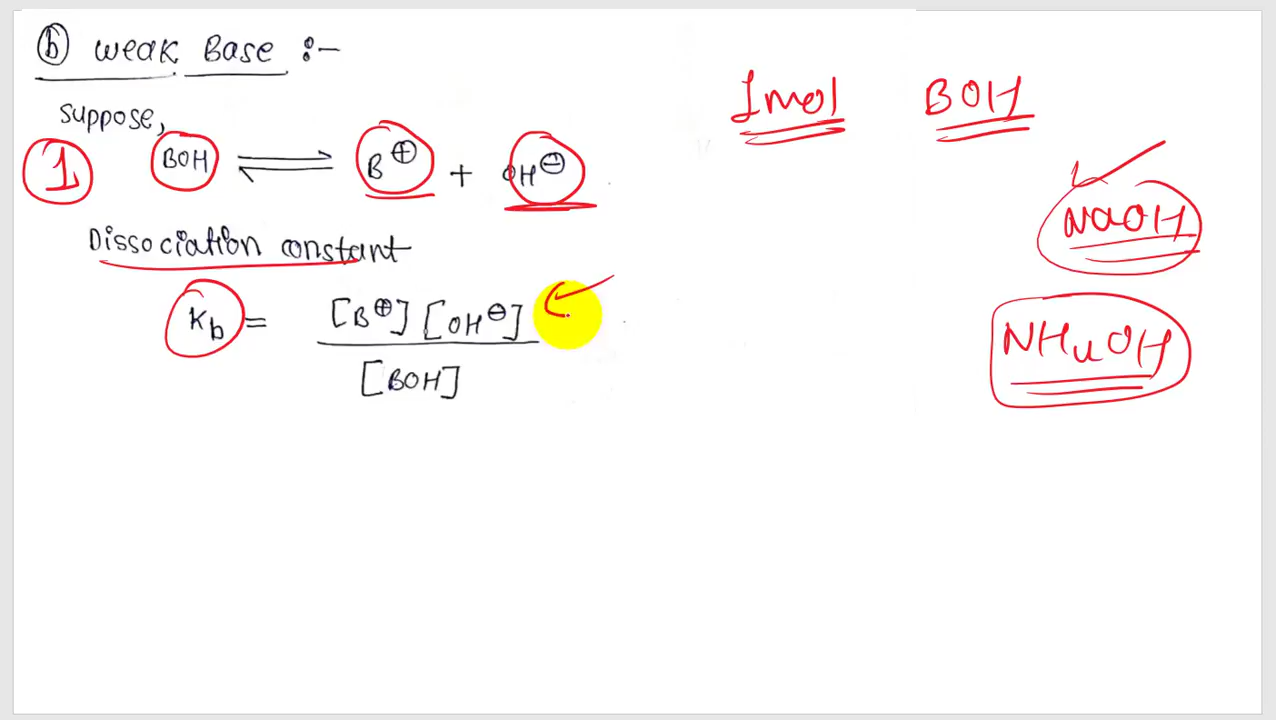 ⓑ Weak Base :-
Suppose,
1 BOH ⇌ B⊕ + OH⊖
Dissociation constant
Kb = [B⊕] [OH⊖]
[BOH]
1mol BOH
NaOH
NH4OH